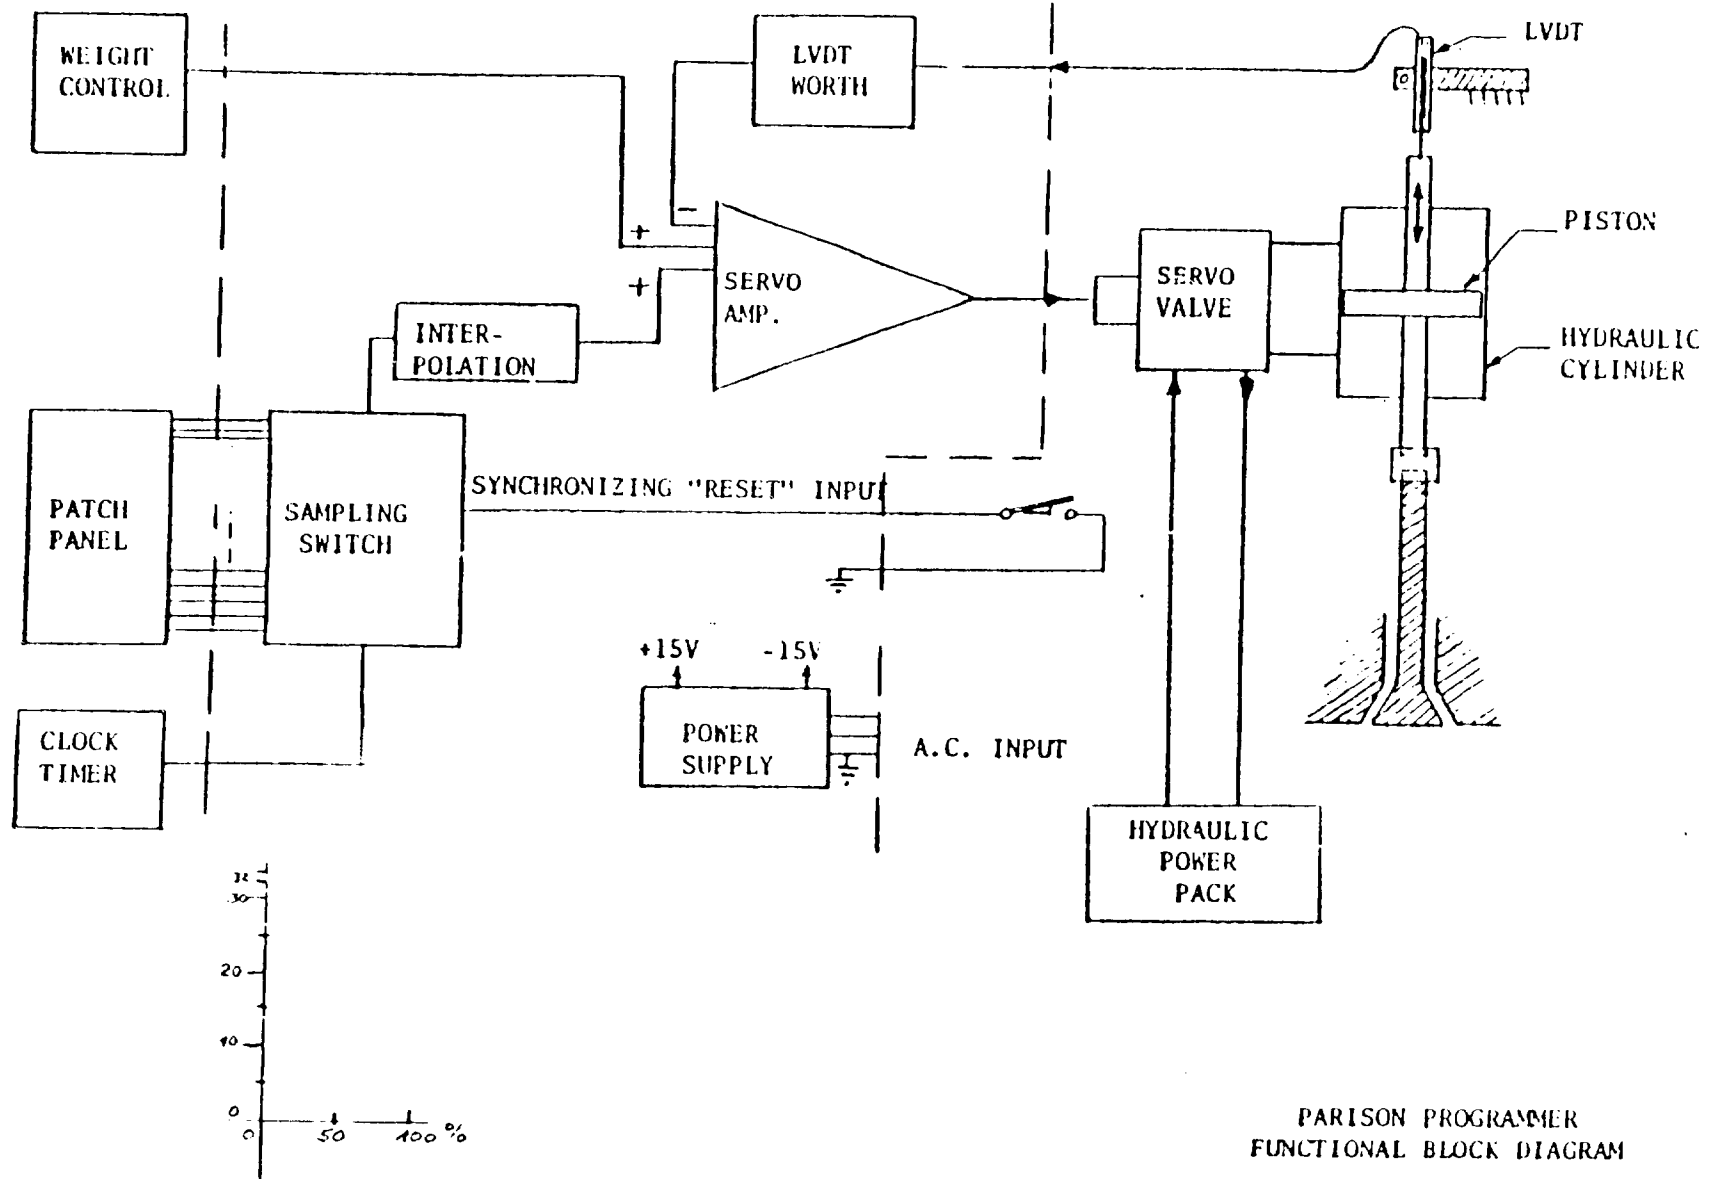 WEIGHT
CONTROL
LVDT
WORTH
LVDT
PISTON
SERVO
AMP.
SERVO
VALVE
INTER-
POLATION
HYDRAULIC
CYLINDER
PATCH
PANEL
SAMPLING
SWITCH
SYNCHRONIZING "RESET" INPUT
+15V
-15V
POWER
SUPPLY
A.C. INPUT
CLOCK
TIMER
HYDRAULIC
POWER
PACK
32
30
20
10
0
0
50
100 %
PARISON PROGRAMMER
FUNCTIONAL BLOCK DIAGRAM